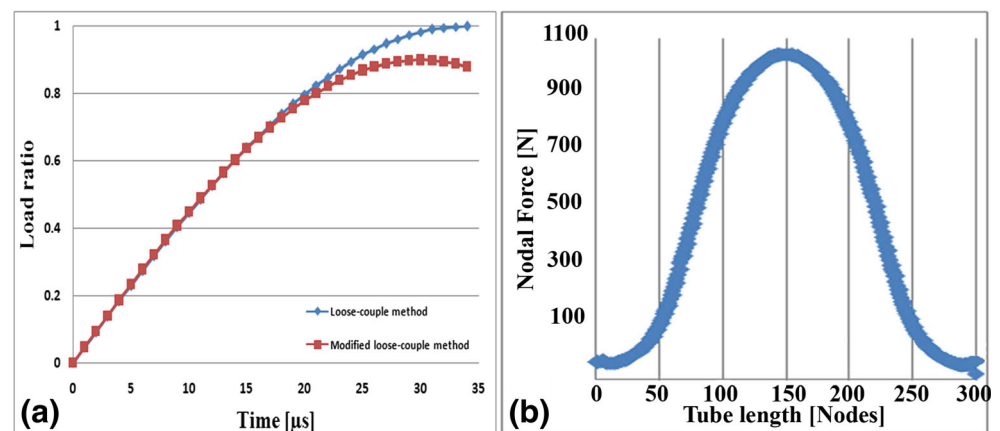 1
0.8
0.6
0.4
0.2
0
Load ratio
0 5 10 15 20 25 30 35
Time [µs]
Loose-couple method
Modified loose-couple method
(a)
1100
900
700
500
300
100
Nodal Force [N]
0 50 100 150 200 250 300
Tube length [Nodes]
(b)